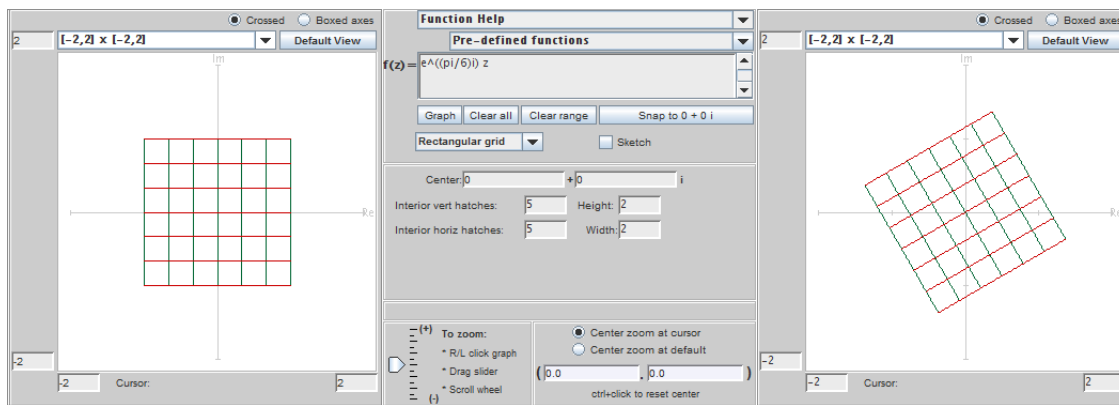 Crossed Boxed axes
2 [-2,2] x [-2,2] Default View
Im
Re
-2
-2 Cursor: 2
Function Help
Pre-defined functions
f(z)= e^((pi/6)i) z
Graph Clear all Clear range Snap to 0 + 0 i
Rectangular grid Sketch
Center: 0 + 0 i
Interior vert hatches: 5 Height: 2
Interior horiz hatches: 5 Width: 2
(+) To zoom:
* R/L click graph
* Drag slider
* Scroll wheel
(-)
Center zoom at cursor
Center zoom at default
( 0.0 , 0.0 )
ctrl+click to reset center
Crossed Boxed axes
2 [-2,2] x [-2,2] Default View
Im
Re
-2
-2 Cursor: 2